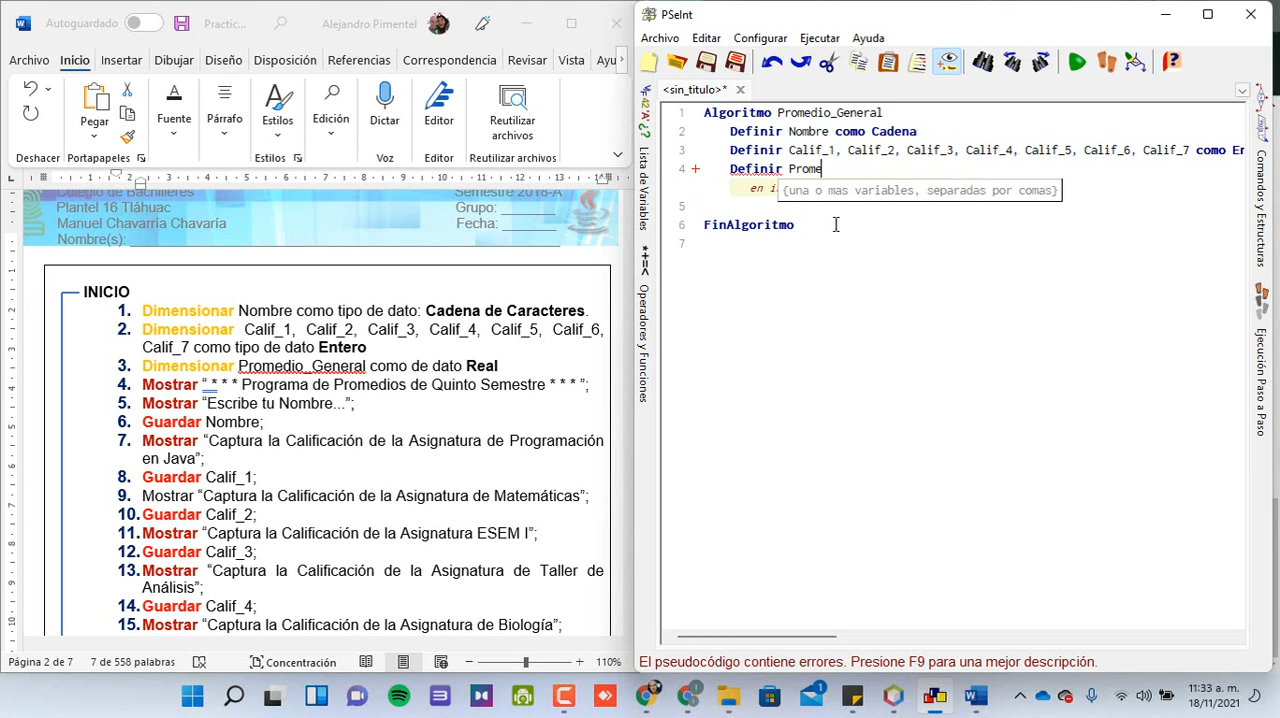 Autoguardado
Practic...
Alejandro Pimentel
Archivo Inicio Insertar Dibujar Diseño Disposición Referencias Correspondencia Revisar Vista Ayu
Pegar
Fuente
Párrafo
Estilos
Edición
Dictar
Editor
Reutilizar
archivos
Deshacer Portapapeles Estilos Voz Editor Reutilizar archivos
Colegio de Bachilleres Semestre 2018-A
Plantel 16 Tláhuac Grupo: _______
Manuel Chavarría Chavaría Fecha: _______
Nombre(s):
INICIO
1. Dimensionar Nombre como tipo de dato: Cadena de Caracteres.
2. Dimensionar Calif_1, Calif_2, Calif_3, Calif_4, Calif_5, Calif_6,
Calif_7 como tipo de dato Entero
3. Dimensionar Promedio_General como de dato Real
4. Mostrar “ * * * Programa de Promedios de Quinto Semestre * * * ”;
5. Mostrar “Escribe tu Nombre...”;
6. Guardar Nombre;
7. Mostrar “Captura la Calificación de la Asignatura de Programación
en Java”;
8. Guardar Calif_1;
9. Mostrar “Captura la Calificación de la Asignatura de Matemáticas”;
10. Guardar Calif_2;
11. Mostrar “Captura la Calificación de la Asignatura ESEM I”;
12. Guardar Calif_3;
13. Mostrar “Captura la Calificación de la Asignatura de Taller de
Análisis”;
14. Guardar Calif_4;
15. Mostrar “Captura la Calificación de la Asignatura de Biología”;
Página 2 de 7 7 de 558 palabras Concentración 110%
PSeInt
Archivo Editar Configurar Ejecutar Ayuda
<sin_titulo>*
Lista de Variables
Operadores y Funciones
1 Algoritmo Promedio_General
2 Definir Nombre como Cadena
3 Definir Calif_1, Calif_2, Calif_3, Calif_4, Calif_5, Calif_6, Calif_7 como En
4 Definir Prome
{una o mas variables, separadas por comas}
5
6 FinAlgoritmo
7
Comandos y Estructuras
Ejecución Paso a Paso
El pseudocódigo contiene errores. Presione F9 para una mejor descripción.
11:33 a. m.
18/11/2021